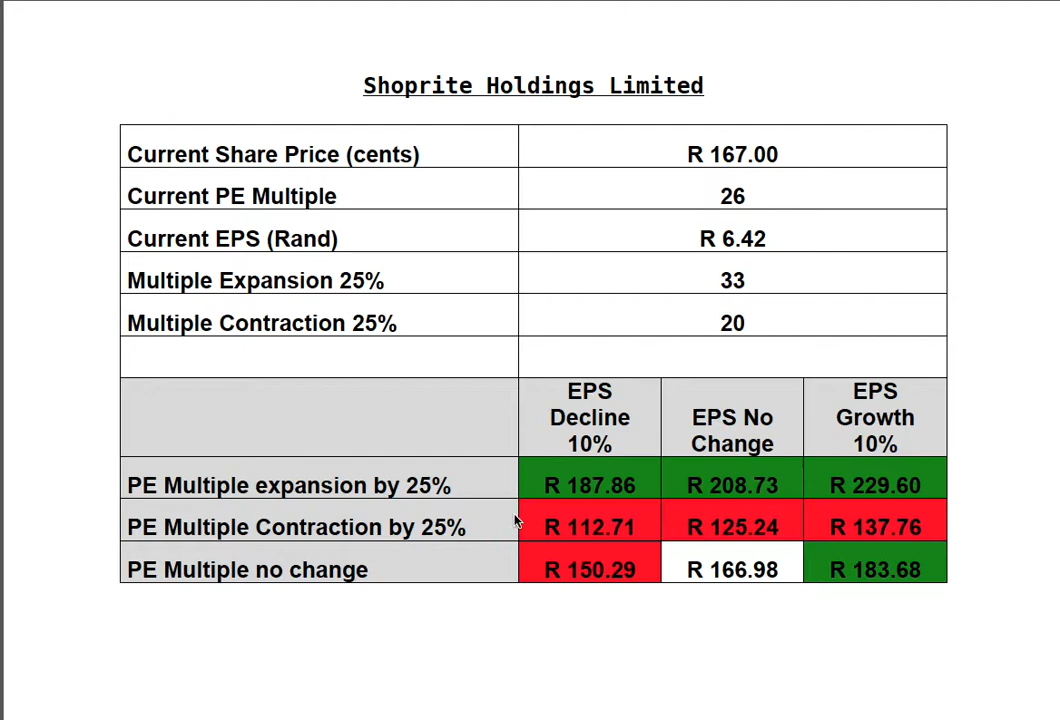 Shoprite Holdings Limited
Current Share Price (cents) R 167.00
Current PE Multiple 26
Current EPS (Rand) R 6.42
Multiple Expansion 25% 33
Multiple Contraction 25% 20
EPS Decline 10% EPS No Change EPS Growth 10%
PE Multiple expansion by 25% R 187.86 R 208.73 R 229.60
PE Multiple Contraction by 25% R 112.71 R 125.24 R 137.76
PE Multiple no change R 150.29 R 166.98 R 183.68